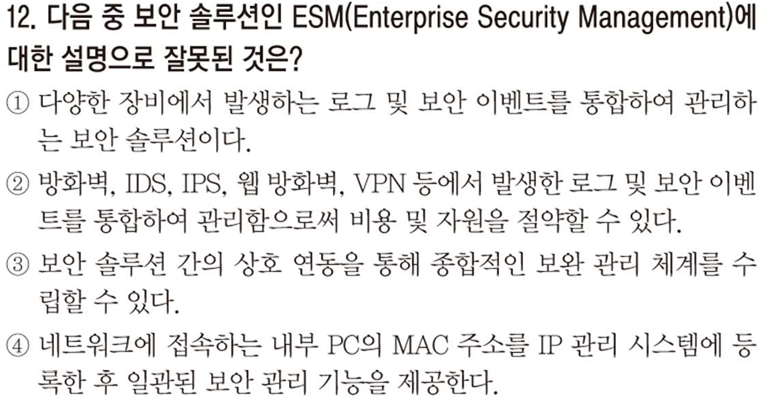 12. 다음 중 보안 솔루션인 ESM(Enterprise Security Management)에
대한 설명으로 잘못된 것은?
① 다양한 장비에서 발생하는 로그 및 보안 이벤트를 통합하여 관리하
는 보안 솔루션이다.
② 방화벽, IDS, IPS, 웹 방화벽, VPN 등에서 발생한 로그 및 보안 이벤
트를 통합하여 관리함으로써 비용 및 자원을 절약할 수 있다.
③ 보안 솔루션 간의 상호 연동을 통해 종합적인 보완 관리 체계를 수
립할 수 있다.
④ 네트워크에 접속하는 내부 PC의 MAC 주소를 IP 관리 시스템에 등
록한 후 일관된 보안 관리 기능을 제공한다.